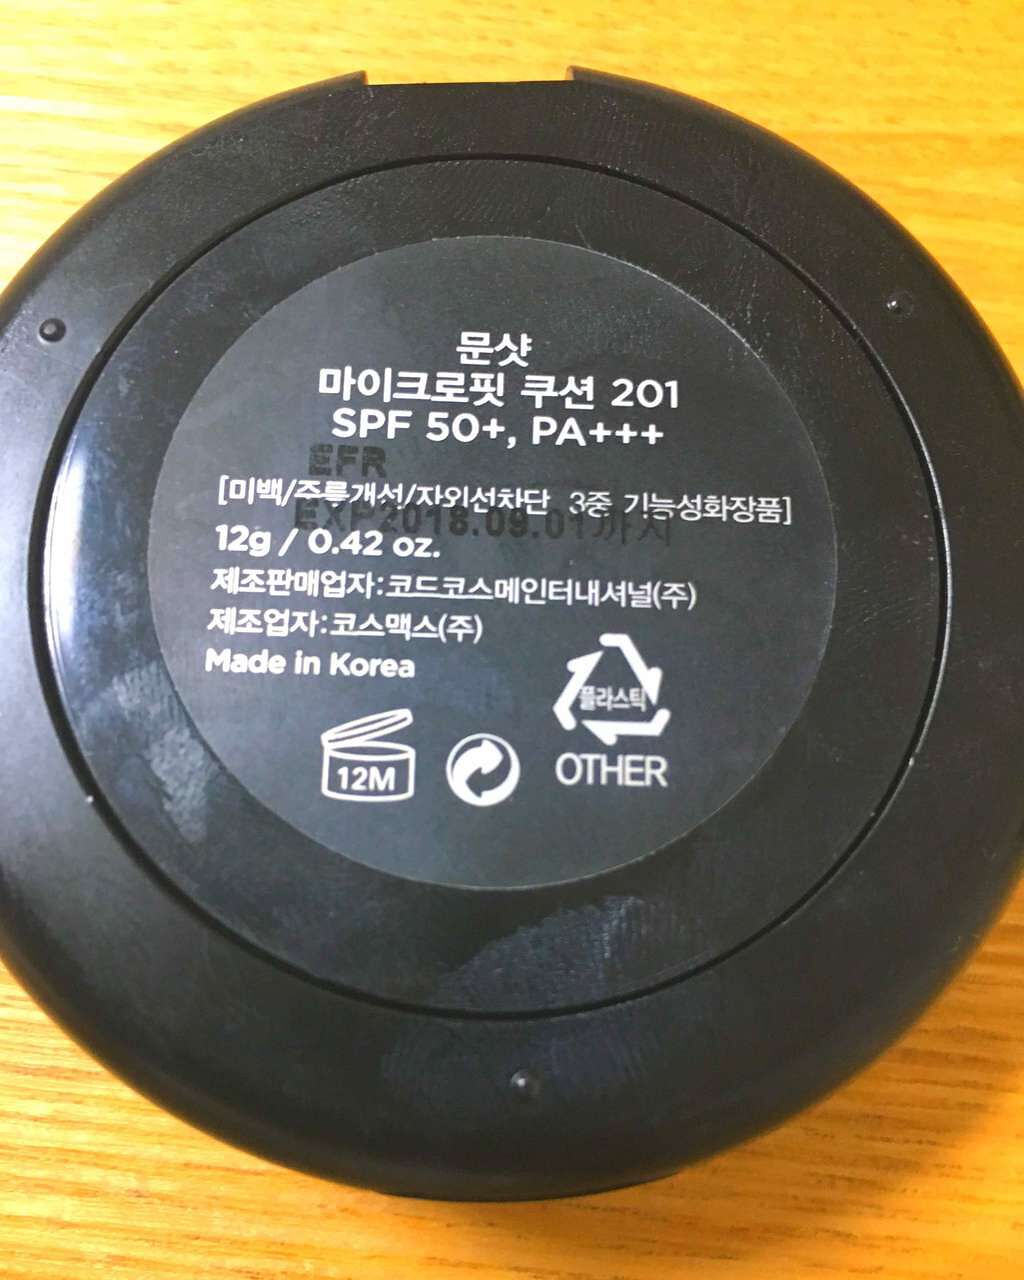 문샷
마이크로핏 쿠션 201
SPF 50+, PA+++
EFR
[미백/주름개선/자외선차단 3중 기능성화장품]
EXP2018.09.01까지
12g / 0.42 oz.
제조판매업자:코드코스메인터내셔널(주)
제조업자:코스맥스(주)
Made in Korea
플라스틱
12M
OTHER